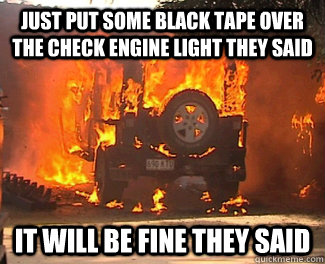 JUST PUT SOME BLACK TAPE OVER
THE CHECK ENGINE LIGHT THEY SAID
IT WILL BE FINE THEY SAID
quickmeme.com